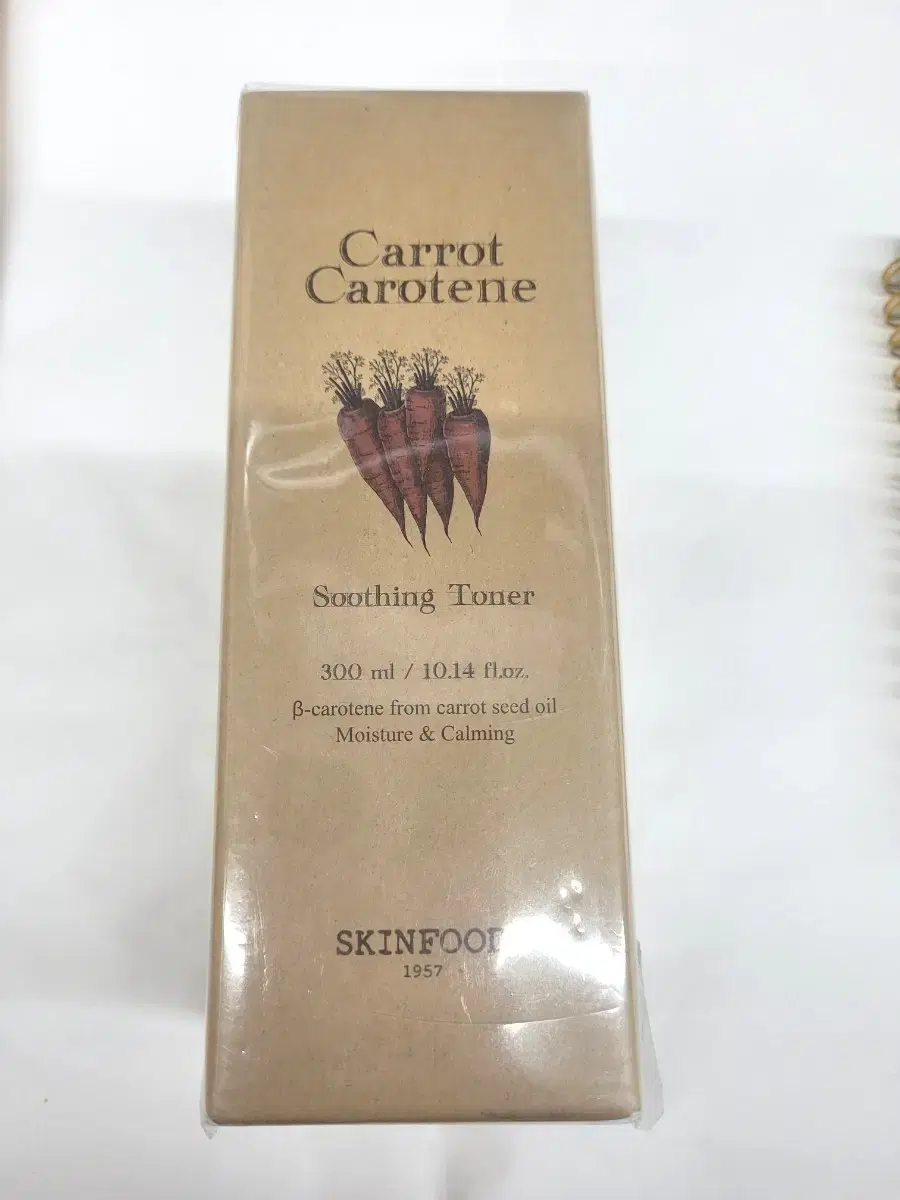 Carrot
Carotene
Soothing Toner
300 ml / 10.14 fl.oz.
β-carotene from carrot seed oil
Moisture & Calming
SKINFOOD
1957